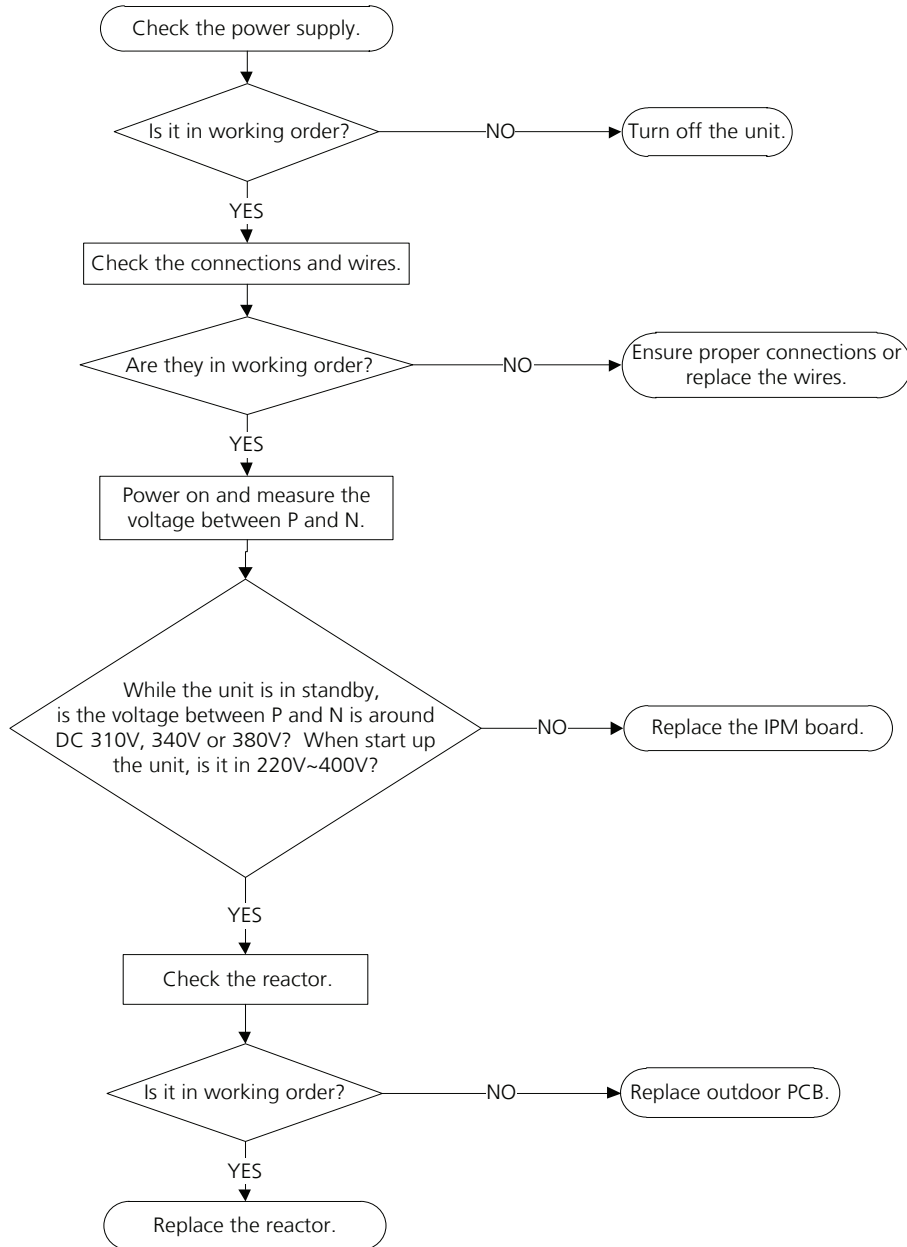 Check the power supply.
Is it in working order?
NO
Turn off the unit.
YES
Check the connections and wires.
Are they in working order?
NO
Ensure proper connections or
replace the wires.
YES
Power on and measure the
voltage between P and N.
While the unit is in standby,
is the voltage between P and N is around
DC 310V, 340V or 380V?  When start up
the unit, is it in 220V~400V?
NO
Replace the IPM board.
YES
Check the reactor.
Is it in working order?
NO
Replace outdoor PCB.
YES
Replace the reactor.